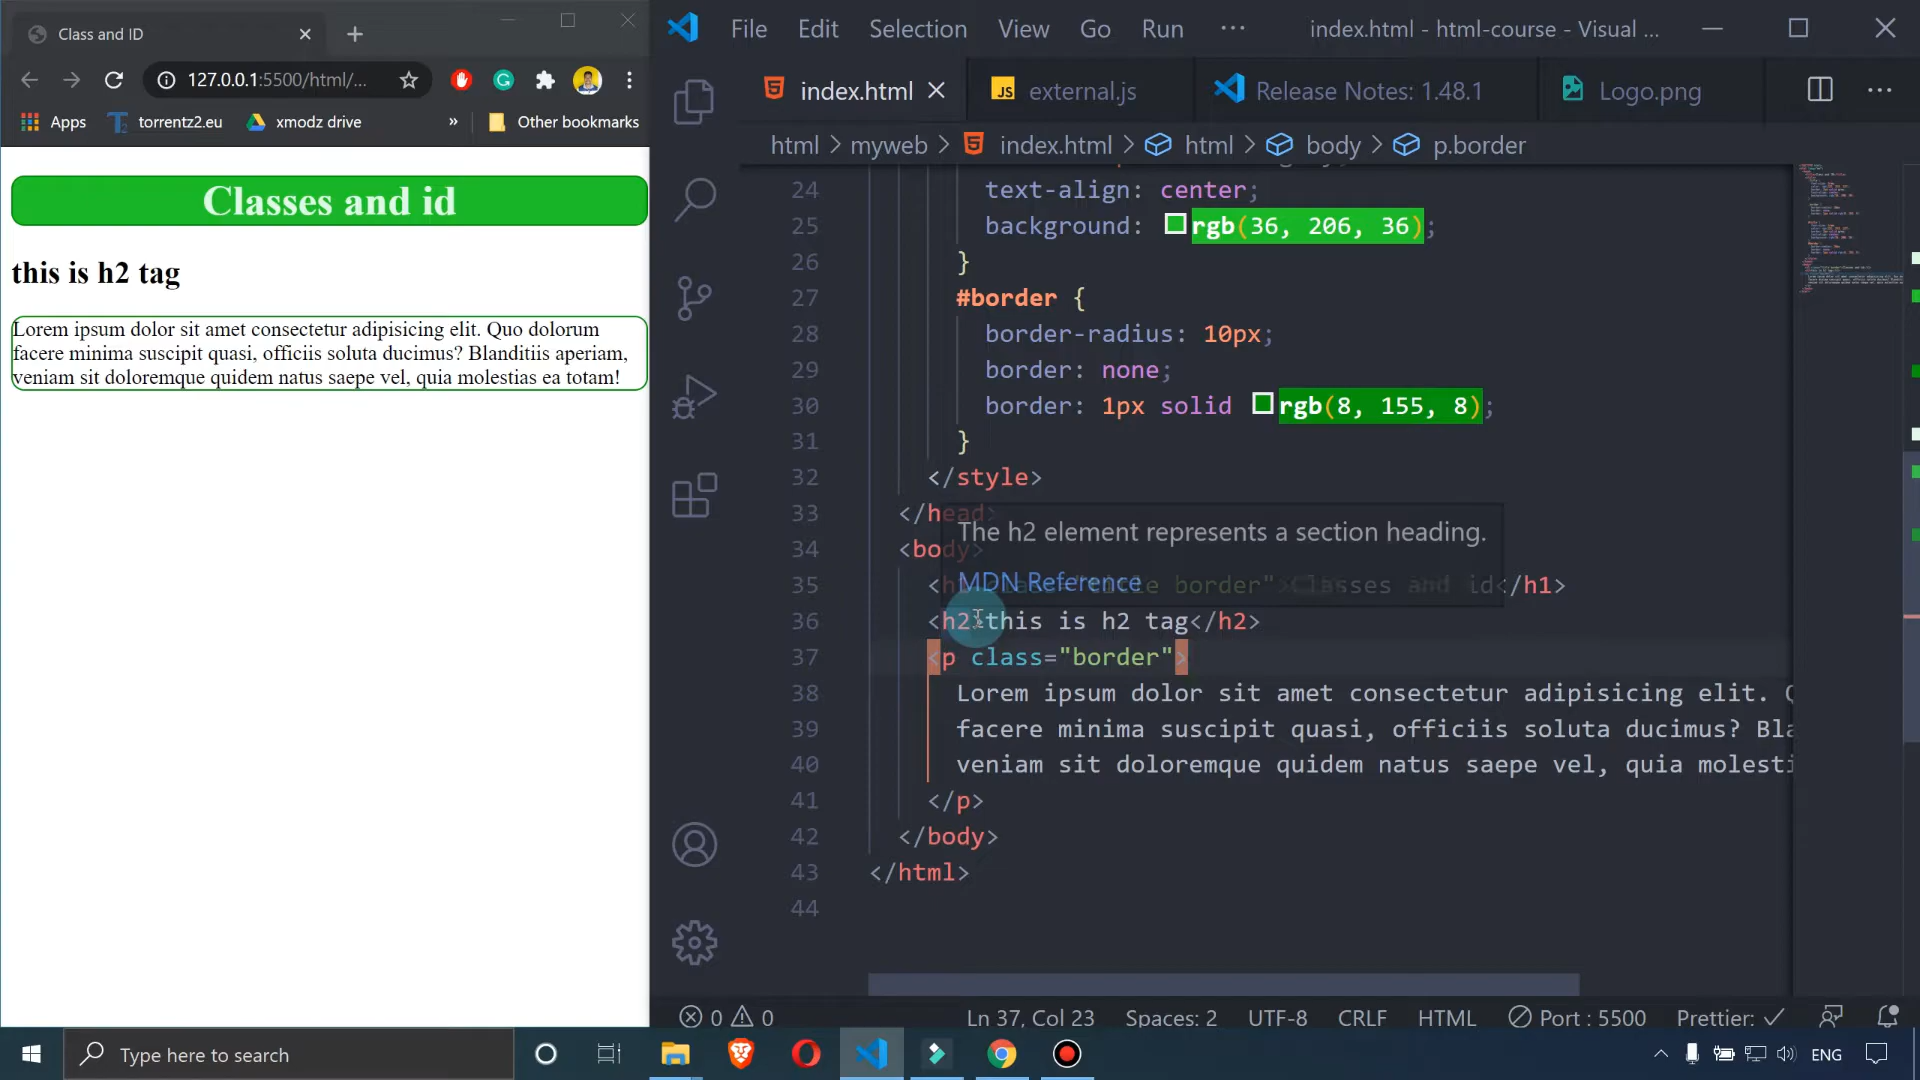 Class and ID
127.0.0.1:5500/html/...
Apps
torrentz2.eu
xmodz drive
»
Other bookmarks
Classes and id
this is h2 tag
Lorem ipsum dolor sit amet consectetur adipisicing elit. Quo dolorum
facere minima suscipit quasi, officiis soluta ducimus? Blanditiis aperiam,
veniam sit doloremque quidem natus saepe vel, quia molestias ea totam!
File Edit Selection View Go Run ···
index.html - html-course - Visual ...
index.html
JS external.js
Release Notes: 1.48.1
Logo.png
html > myweb > index.html > html > body > p.border
24 text-align: center;
25 background: rgb(36, 206, 36);
26 }
27 #border {
28 border-radius: 10px;
29 border: none;
30 border: 1px solid rgb(8, 155, 8);
31 }
32 </style>
33 </head>
The h2 element represents a section heading.
34 <body>
MDN Reference
35 border">Classes and id</h1>
36 <h2>this is h2 tag</h2>
37 <p class="border">
38 Lorem ipsum dolor sit amet consectetur adipisicing elit. Q
39 facere minima suscipit quasi, officiis soluta ducimus? Bla
40 veniam sit doloremque quidem natus saepe vel, quia molesti
41 </p>
42 </body>
43 </html>
44
0 0
Ln 37, Col 23
Spaces: 2
UTF-8
CRLF
HTML
Port : 5500
Prettier: ✓
Type here to search
ENG